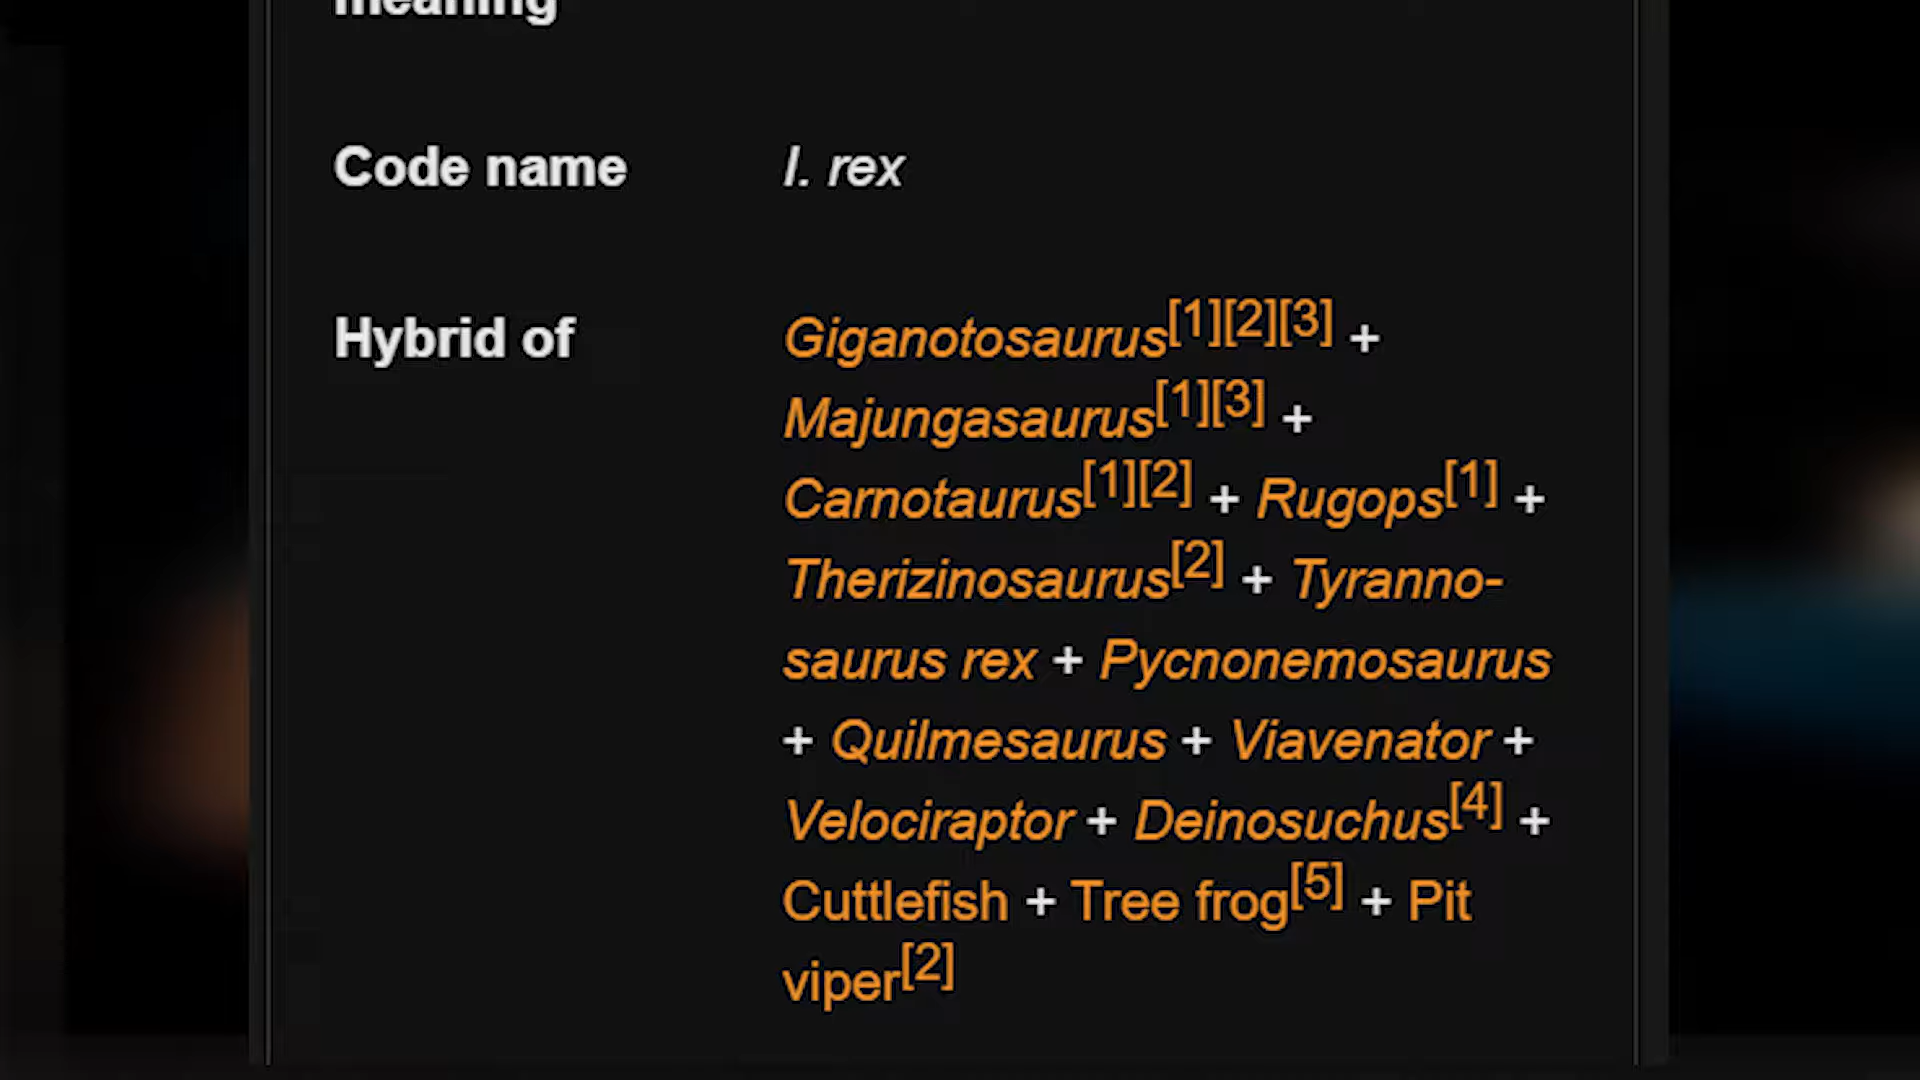 meaning
Code name I. rex
Hybrid of Giganotosaurus[1][2][3] +
Majungasaurus[1][3] +
Carnotaurus[1][2] + Rugops[1] +
Therizinosaurus[2] + Tyranno-
saurus rex + Pycnonemosaurus
+ Quilmesaurus + Viavenator +
Velociraptor + Deinosuchus[4] +
Cuttlefish + Tree frog[5] + Pit
viper[2]